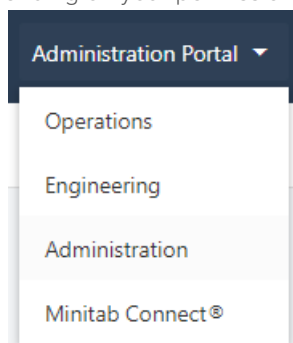 Administration Portal
Operations
Engineering
Administration
Minitab Connect®